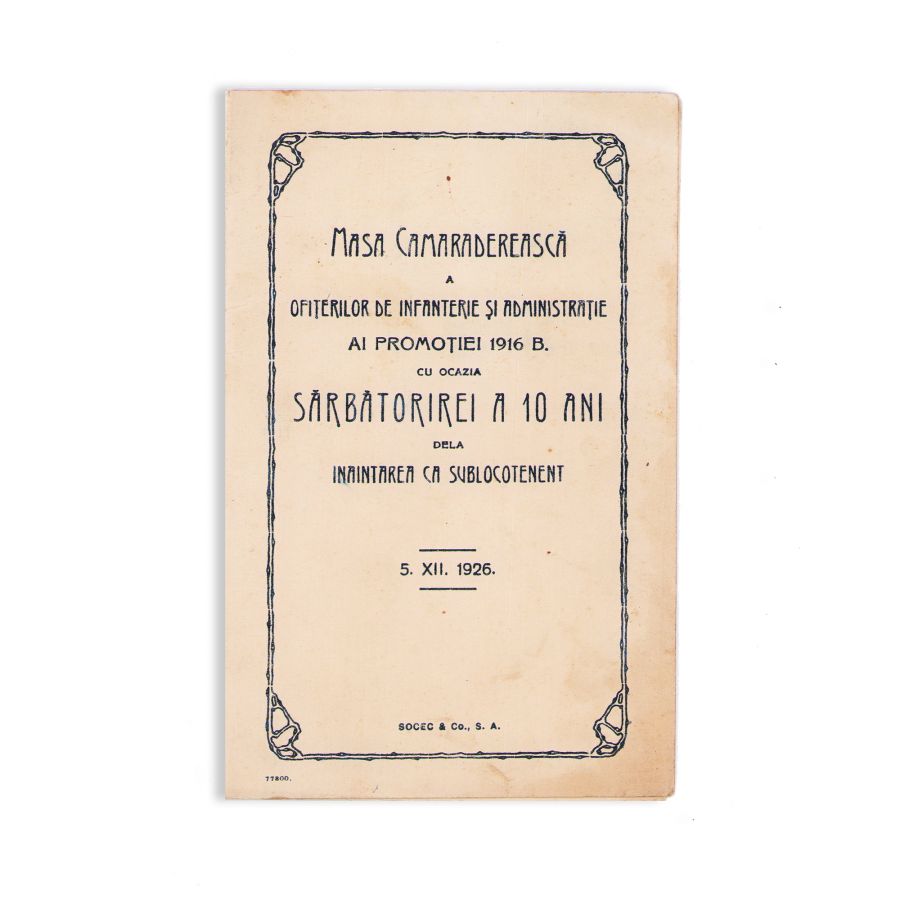 MASA CAMARADEREASCĂ
A
OFIȚERILOR DE INFANTERIE ȘI ADMINISTRAȚIE
AI PROMOȚIEI 1916 B.
CU OCAZIA
SĂRBĂTORIREI A 10 ANI
DELA
INAINTAREA CA SUBLOCOTENENT
5. XII. 1926.
SOCEC & Co., S. A.
77800.